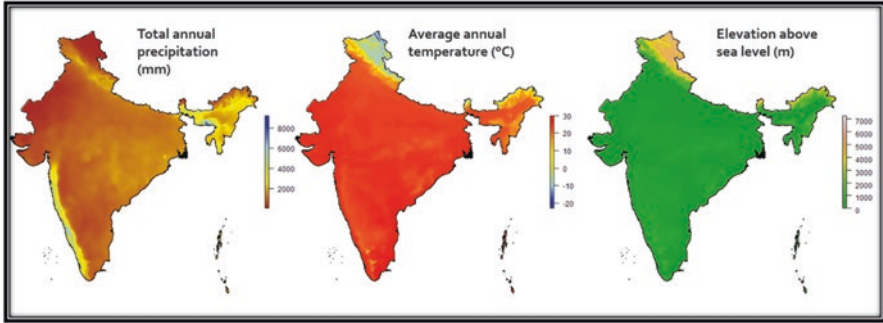 Total annual
precipitation
(mm)
8000
6000
4000
2000
Average annual
temperature (°C)
30
20
10
0
-10
-20
Elevation above
sea level (m)
7000
6000
5000
4000
3000
2000
1000
0